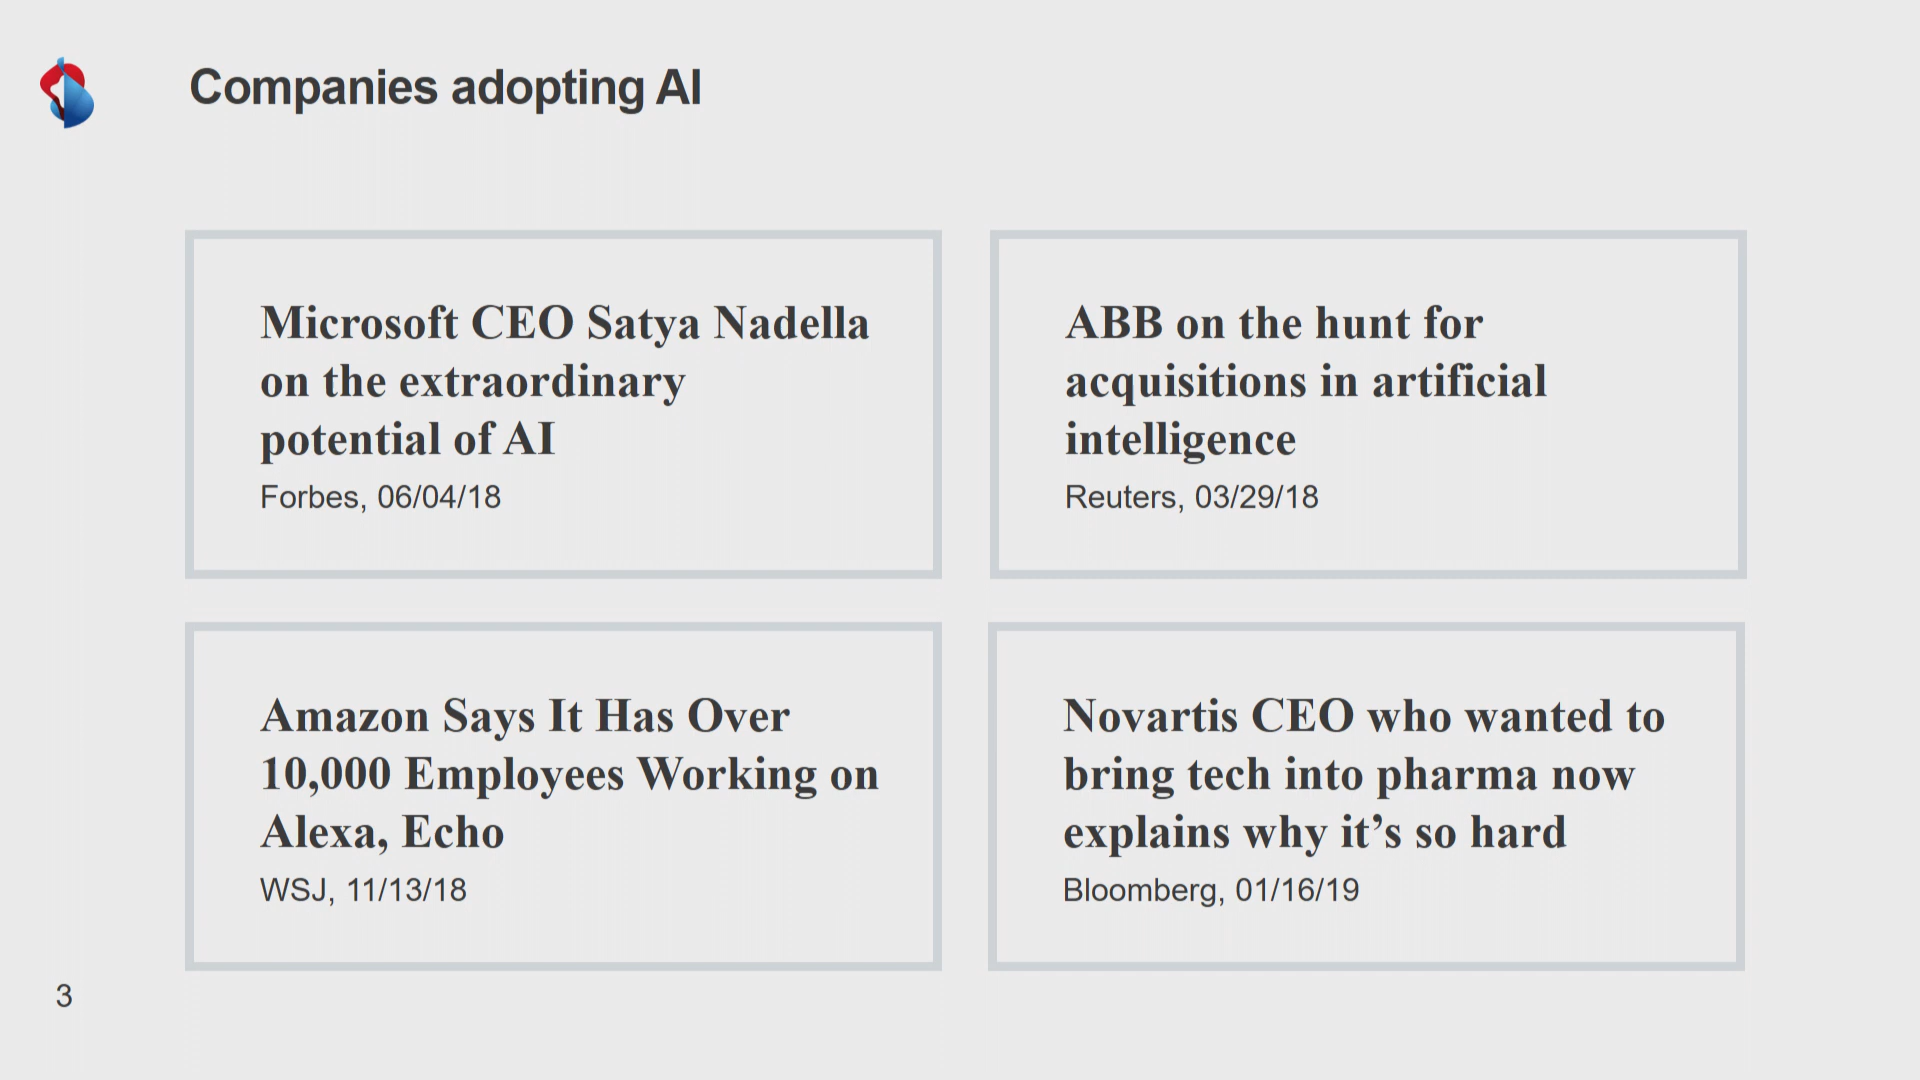 Companies adopting AI
Microsoft CEO Satya Nadella
on the extraordinary
potential of AI
Forbes, 06/04/18
ABB on the hunt for
acquisitions in artificial
intelligence
Reuters, 03/29/18
Amazon Says It Has Over
10,000 Employees Working on
Alexa, Echo
WSJ, 11/13/18
Novartis CEO who wanted to
bring tech into pharma now
explains why it’s so hard
Bloomberg, 01/16/19
3